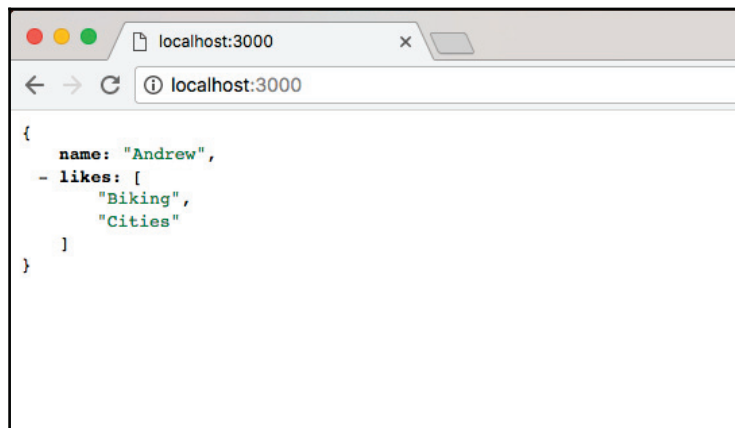 localhost:3000
localhost:3000
{
name: "Andrew",
- likes: [
"Biking",
"Cities"
]
}